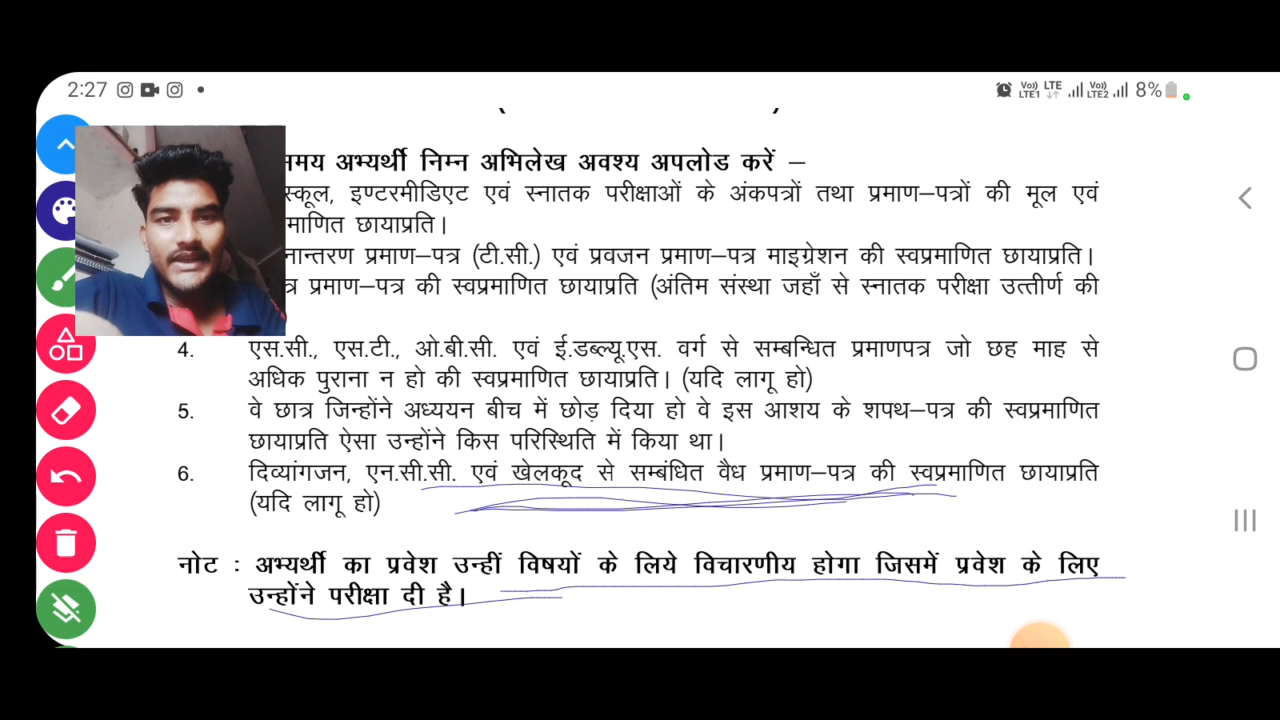 2:27
Vo) LTE1 LTE Vo) LTE2 8%
समय अभ्यर्थी निम्न अभिलेख अवश्य अपलोड करें –
स्कूल, इण्टरमीडिएट एवं स्नातक परीक्षाओं के अंकपत्रों तथा प्रमाण–पत्रों की मूल एवं
माणित छायाप्रति।
नान्तरण प्रमाण–पत्र (टी.सी.) एवं प्रवजन प्रमाण–पत्र माइग्रेशन की स्वप्रमाणित छायाप्रति।
त्र प्रमाण–पत्र की स्वप्रमाणित छायाप्रति (अंतिम संस्था जहाँ से स्नातक परीक्षा उत्तीर्ण की
4. एस.सी., एस.टी., ओ.बी.सी. एवं ई.डब्ल्यू.एस. वर्ग से सम्बन्धित प्रमाणपत्र जो छह माह से
अधिक पुराना न हो की स्वप्रमाणित छायाप्रति। (यदि लागू हो)
5. वे छात्र जिन्होंने अध्ययन बीच में छोड़ दिया हो वे इस आशय के शपथ–पत्र की स्वप्रमाणित
छायाप्रति ऐसा उन्होंने किस परिस्थिति में किया था।
6. दिव्यांगजन, एन.सी.सी. एवं खेलकूद से सम्बंधित वैध प्रमाण–पत्र की स्वप्रमाणित छायाप्रति
(यदि लागू हो)
नोट : अभ्यर्थी का प्रवेश उन्हीं विषयों के लिये विचारणीय होगा जिसमें प्रवेश के लिए
उन्होंने परीक्षा दी है।